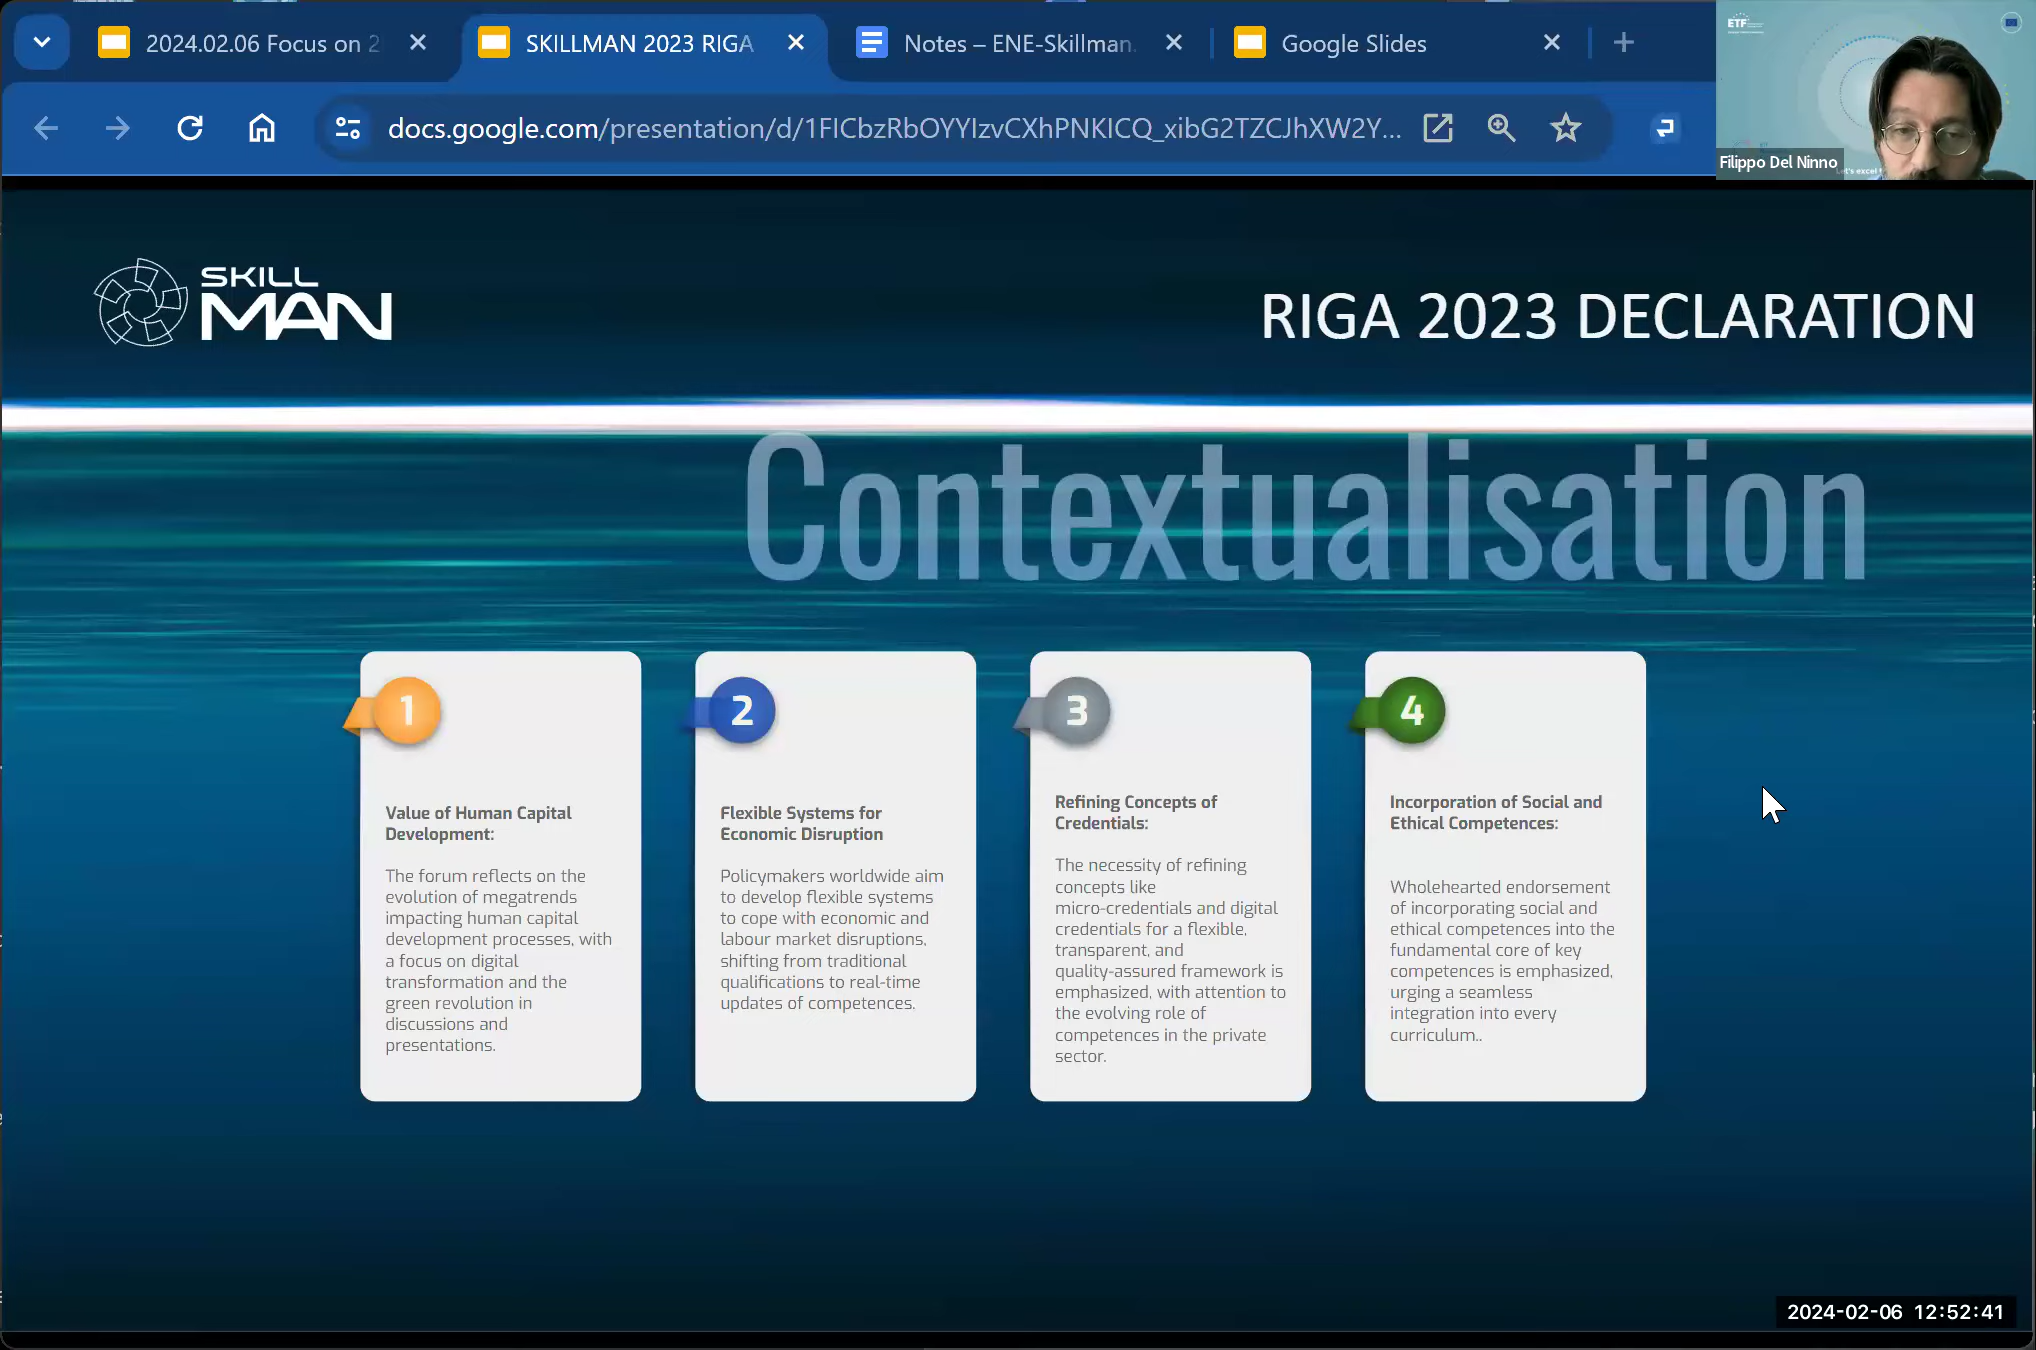 2024.02.06 Focus on 2
SKILLMAN 2023 RIGA
Notes – ENE-Skillman.
Google Slides
docs.google.com/presentation/d/1FICbzRbOYYIzvCXhPNKICQ_xibG2TZCJhXW2Y...
ETF
Filippo Del Ninno
SKILL
MAN
RIGA 2023 DECLARATION
Contextualisation
1
Value of Human Capital
Development:
The forum reflects on the
evolution of megatrends
impacting human capital
development processes, with
a focus on digital
transformation and the
green revolution in
discussions and
presentations.
2
Flexible Systems for
Economic Disruption
Policymakers worldwide aim
to develop flexible systems
to cope with economic and
labour market disruptions,
shifting from traditional
qualifications to real-time
updates of competences.
3
Refining Concepts of
Credentials:
The necessity of refining
concepts like
micro-credentials and digital
credentials for a flexible,
transparent, and
quality-assured framework is
emphasized, with attention to
the evolving role of
competences in the private
sector.
4
Incorporation of Social and
Ethical Competences:
Wholehearted endorsement
of incorporating social and
ethical competences into the
fundamental core of key
competences is emphasized,
urging a seamless
integration into every
curriculum..
2024-02-06 12:52:41